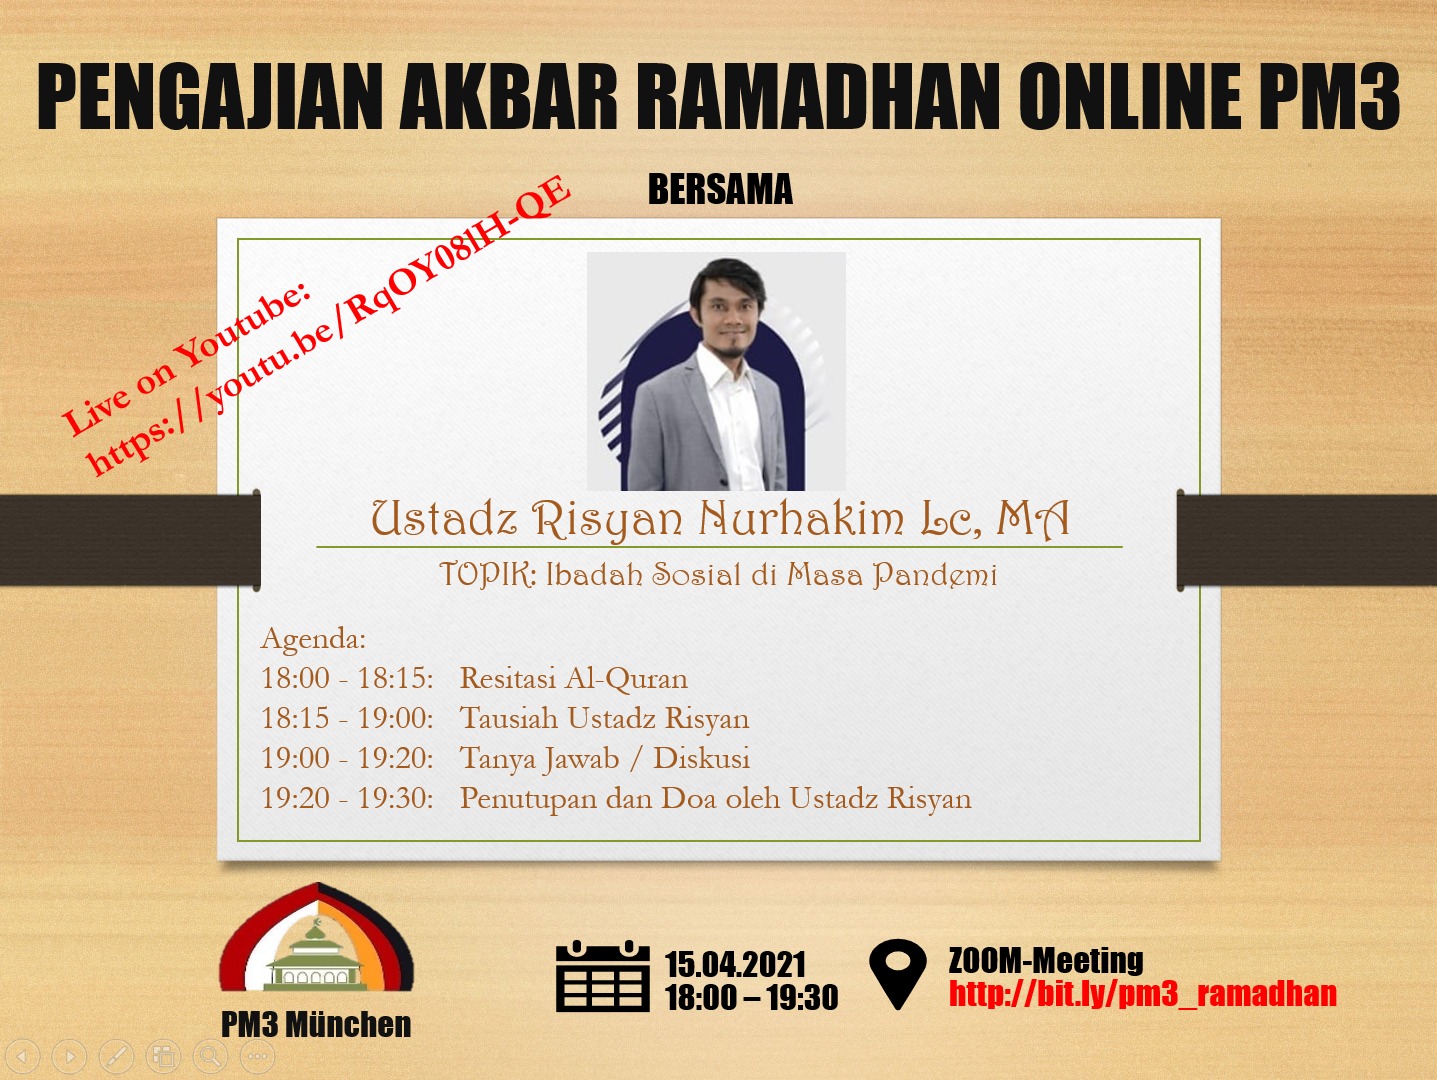 PENGAJIAN AKBAR RAMADHAN ONLINE PM3
BERSAMA
Live on Youtube:
https://youtu.be/RqOY08lH-QE
Ustadz Risyan Nurhakim Lc, MA
TOPIK: Ibadah Sosial di Masa Pandemi
Agenda:
18:00 - 18:15: Resitasi Al-Quran
18:15 - 19:00: Tausiah Ustadz Risyan
19:00 - 19:20: Tanya Jawab / Diskusi
19:20 - 19:30: Penutupan dan Doa oleh Ustadz Risyan
PM3 München
15.04.2021
18:00 – 19:30
ZOOM-Meeting
http://bit.ly/pm3_ramadhan